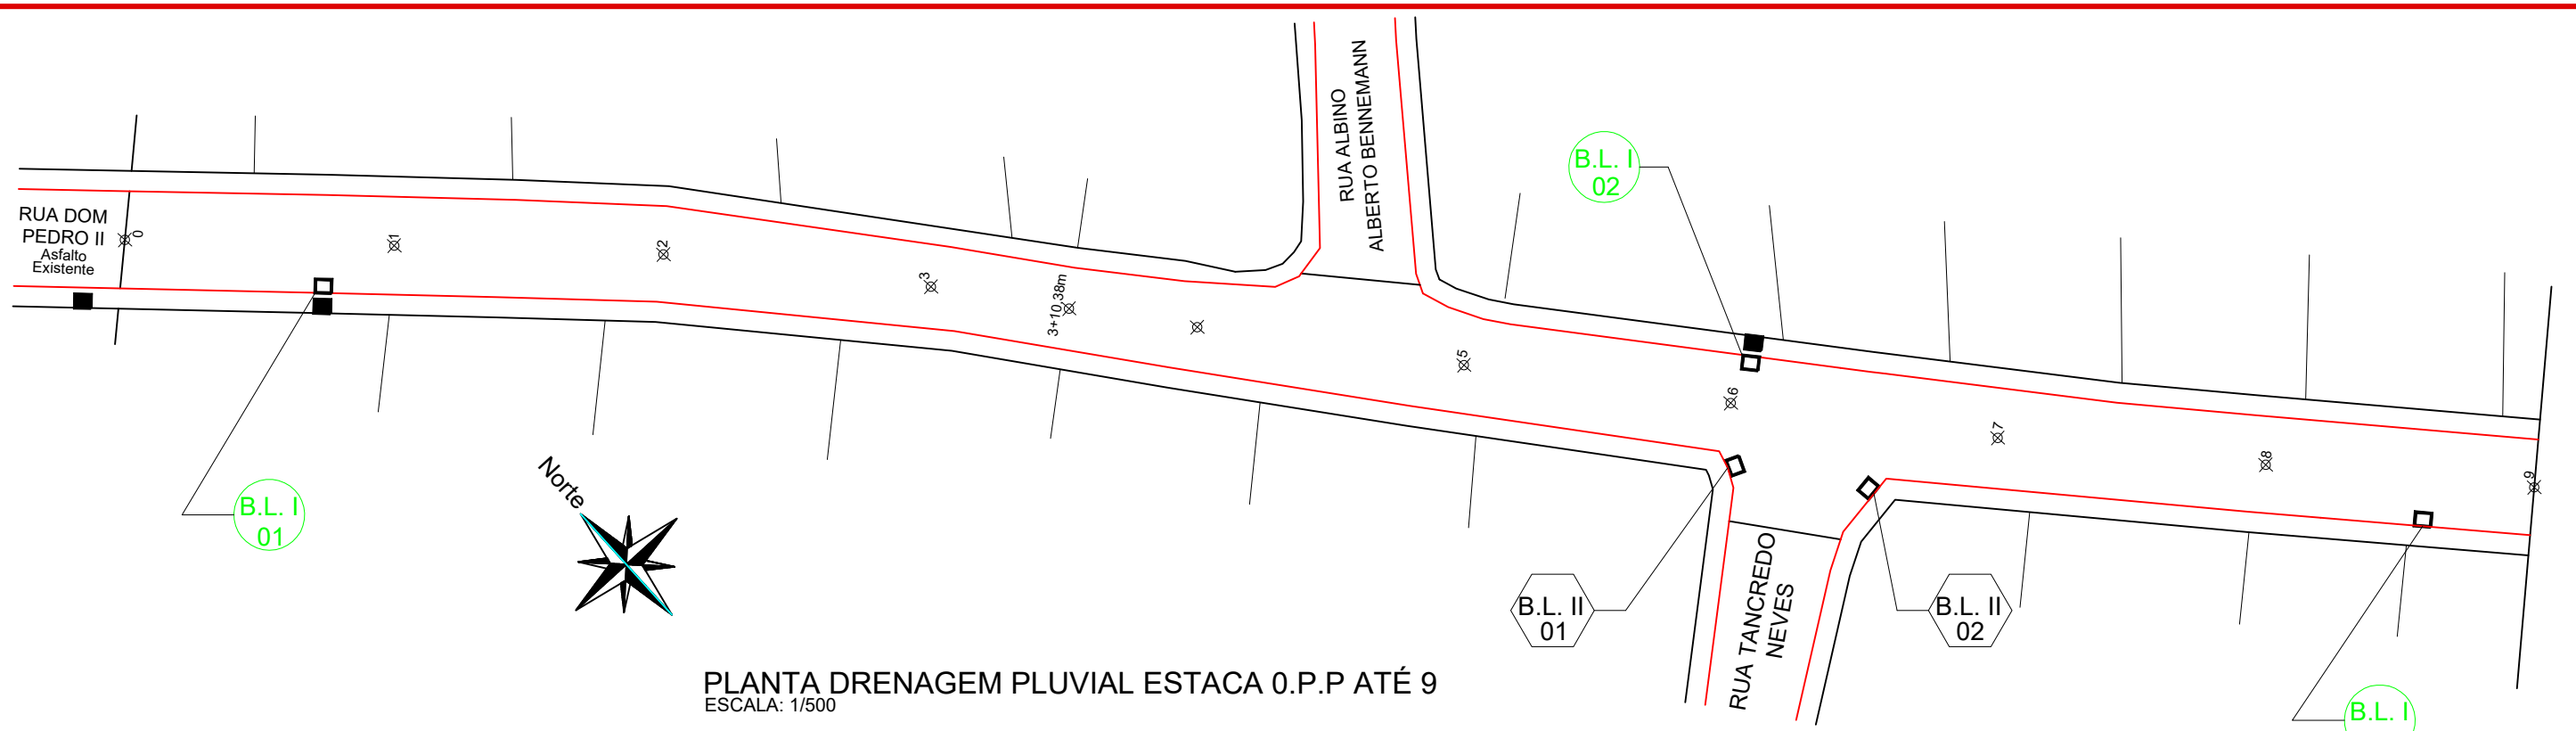 RUA ALBINO
ALBERTO BENNEMANN
B.L. I
02
RUA DOM
PEDRO II
Asfalto
Existente
0
1
2
3
3+10,38m
5
6
7
8
9
B.L. I
01
Norte
B.L. II
01
RUA TANCREDO
NEVES
B.L. II
02
B.L. I
PLANTA DRENAGEM PLUVIAL ESTACA 0.P.P ATÉ 9
ESCALA: 1/500